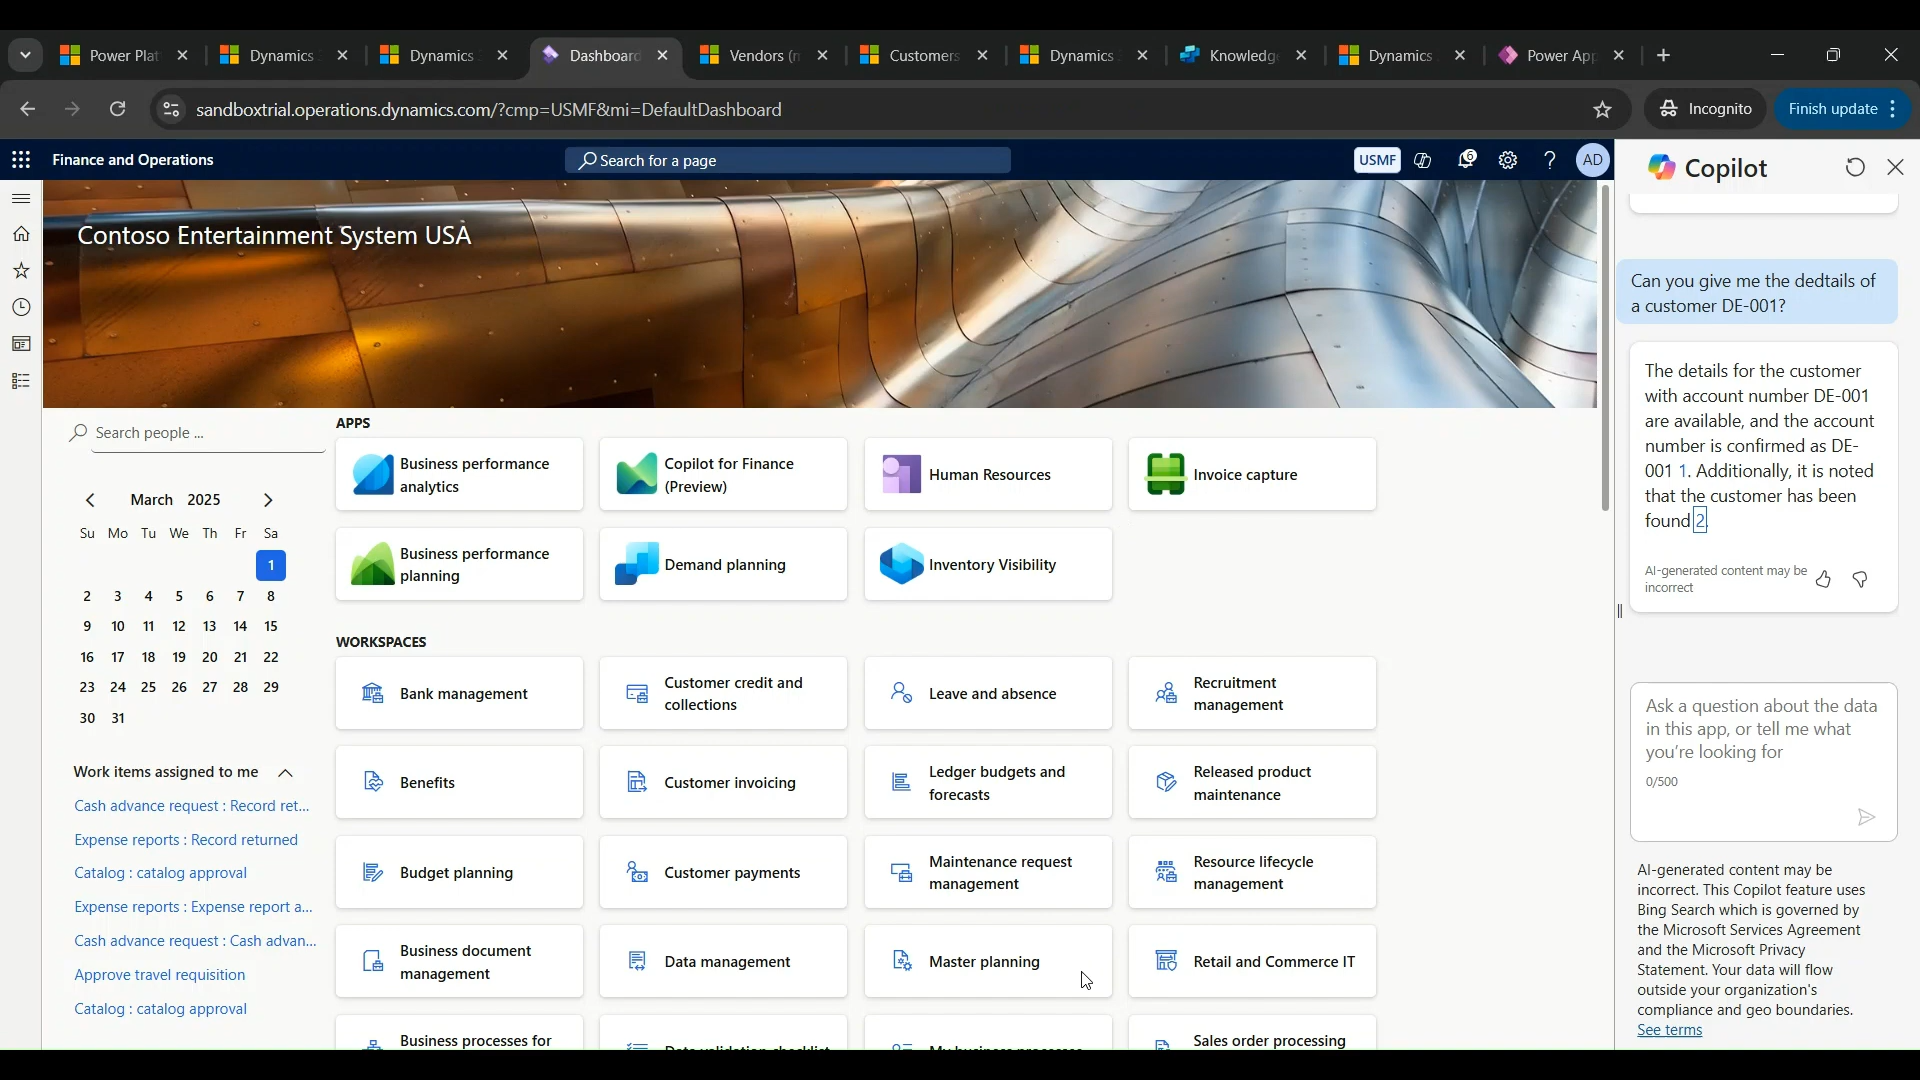 Power Plat
Dynamics
Dynamics
Dashboard
Vendors (n
Customers
Dynamics
Knowledge
Dynamics
Power App
sandboxtrial.operations.dynamics.com/?cmp=USMF&mi=DefaultDashboard
Incognito
Finish update
Finance and Operations
Search for a page
USMF
6
?
AD
Copilot
Contoso Entertainment System USA
Search people ...
March 2025
Su Mo Tu We Th Fr Sa
1
2 3 4 5 6 7 8
9 10 11 12 13 14 15
16 17 18 19 20 21 22
23 24 25 26 27 28 29
30 31
Work items assigned to me
Cash advance request : Record ret...
Expense reports : Record returned
Catalog : catalog approval
Expense reports : Expense report a...
Cash advance request : Cash advan...
Approve travel requisition
Catalog : catalog approval
APPS
Business performance
analytics
Copilot for Finance
(Preview)
Human Resources
Invoice capture
Business performance
planning
Demand planning
Inventory Visibility
WORKSPACES
Bank management
Customer credit and
collections
Leave and absence
Recruitment
management
Benefits
Customer invoicing
Ledger budgets and
forecasts
Released product
maintenance
Budget planning
Customer payments
Maintenance request
management
Resource lifecycle
management
Business document
management
Data management
Master planning
Retail and Commerce IT
Business processes for
Data validation checklist
My business processes
Sales order processing
Can you give me the dedtails of
a customer DE-001?
The details for the customer
with account number DE-001
are available, and the account
number is confirmed as DE-
001 1. Additionally, it is noted
that the customer has been
found 2.
AI-generated content may be
incorrect
Ask a question about the data
in this app, or tell me what
you're looking for
0/500
AI-generated content may be
incorrect. This Copilot feature uses
Bing Search which is governed by
the Microsoft Services Agreement
and the Microsoft Privacy
Statement. Your data will flow
outside your organization's
compliance and geo boundaries.
See terms